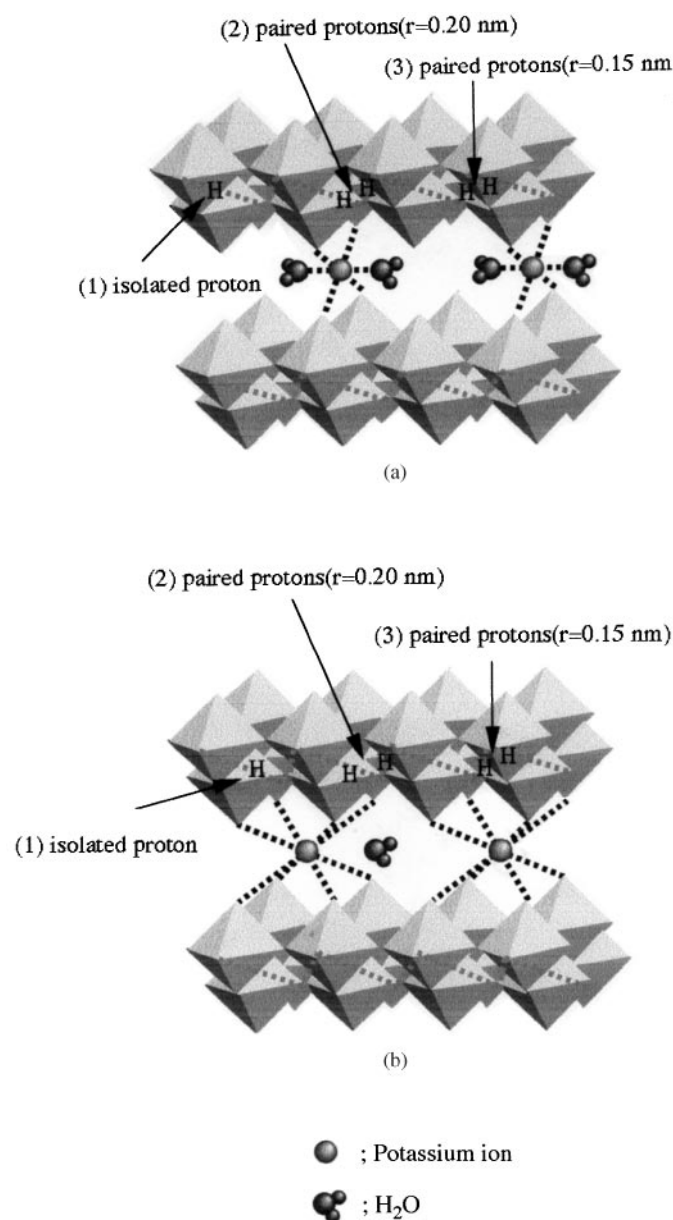 (2) paired protons(r=0.20 nm)
(3) paired protons(r=0.15 nm
H
H H
H H
(1) isolated proton
(a)
(2) paired protons(r=0.20 nm)
(3) paired protons(r=0.15 nm)
H
H H
H H
(1) isolated proton
(b)
; Potassium ion
; H₂O